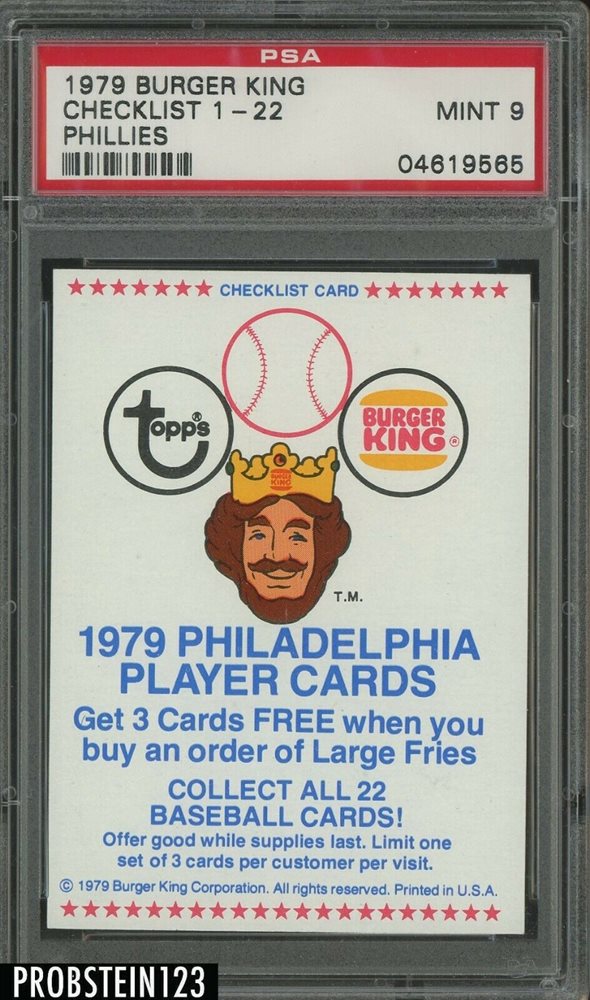 PSA
1979 BURGER KING
CHECKLIST 1-22 MINT 9
PHILLIES
04619565
CHECKLIST CARD
Topps®
BURGER
KING®
BURGER
KING
T.M.
1979 PHILADELPHIA
PLAYER CARDS
Get 3 Cards FREE when you
buy an order of Large Fries
COLLECT ALL 22
BASEBALL CARDS!
Offer good while supplies last. Limit one
set of 3 cards per customer per visit.
© 1979 Burger King Corporation. All rights reserved. Printed in U.S.A.
PROBSTEIN123